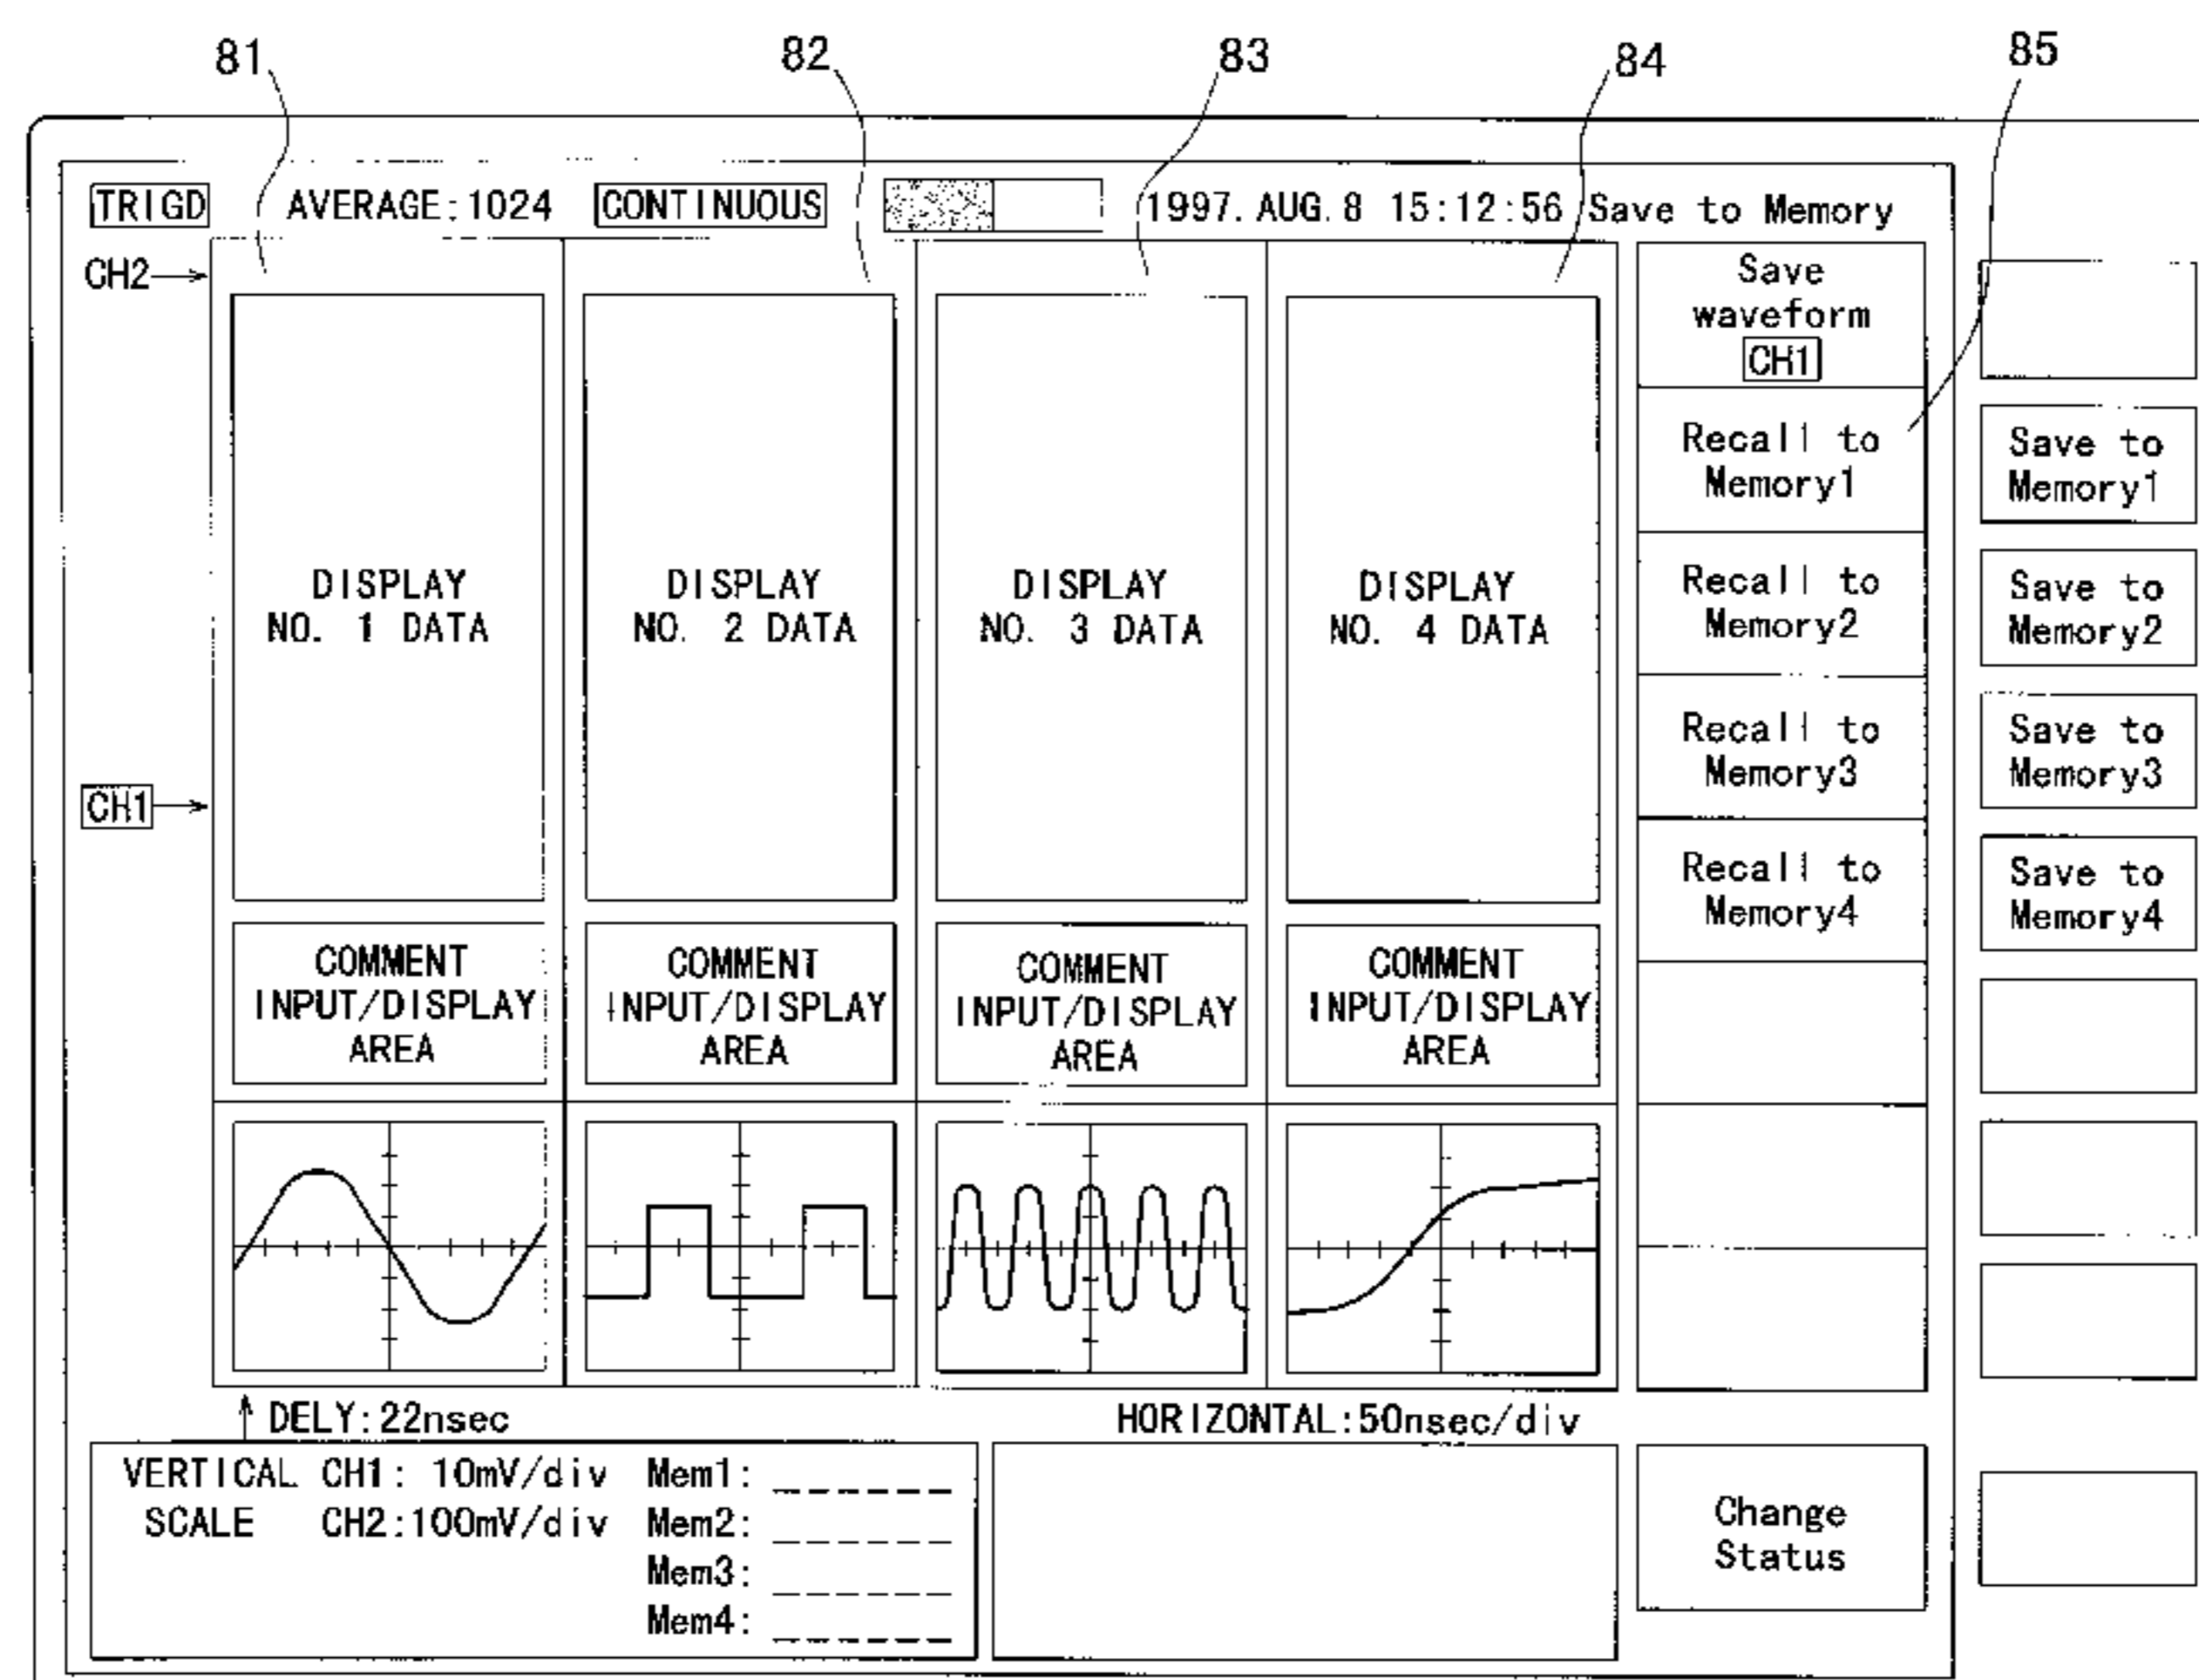 81 82 83 84 85
TRIGD AVERAGE:1024 CONTINUOUS 1997. AUG. 8 15:12:56 Save to Memory
CH2
CH1
DISPLAY
NO. 1 DATA
COMMENT
INPUT/DISPLAY
AREA
DISPLAY
NO. 2 DATA
COMMENT
INPUT/DISPLAY
AREA
DISPLAY
NO. 3 DATA
COMMENT
INPUT/DISPLAY
AREA
DISPLAY
NO. 4 DATA
COMMENT
INPUT/DISPLAY
AREA
Save
waveform
CH1
Recall to
Memory1
Recall to
Memory2
Recall to
Memory3
Recall to
Memory4
Save to
Memory1
Save to
Memory2
Save to
Memory3
Save to
Memory4
DELY:22nsec HORIZONTAL:50nsec/div
VERTICAL CH1: 10mV/div Mem1:
SCALE CH2:100mV/div Mem2:
Mem3:
Mem4:
Change
Status